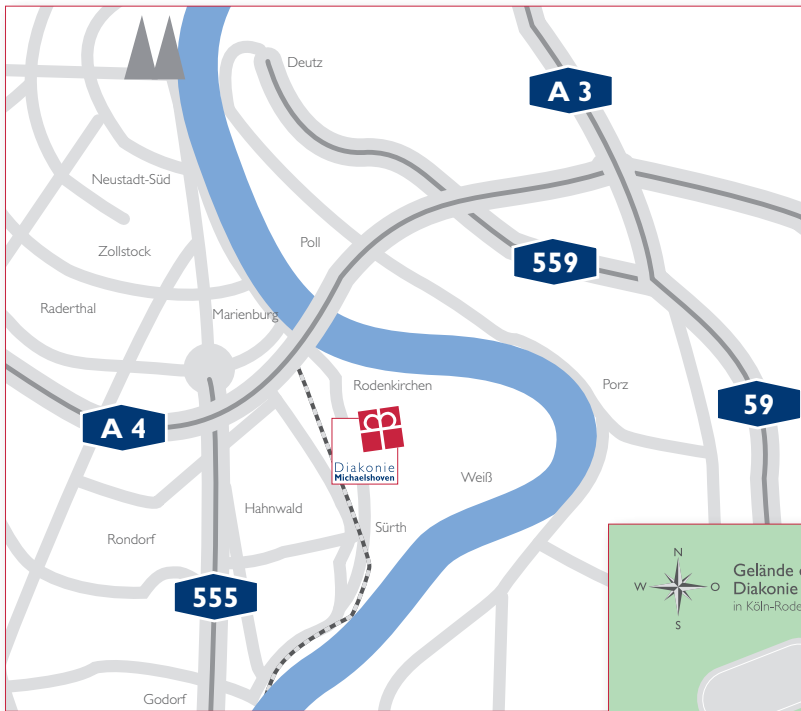 Deutz
A 3
Neustadt-Süd
Zollstock
Poll
559
Raderthal
Marienburg
Rodenkirchen
Porz
59
A 4
Diakonie
Michaelshoven
Weiß
Hahnwald
Sürth
Rondorf
555
Godorf
N
W
O
S
Gelände
Diakonie
in Köln-Rode